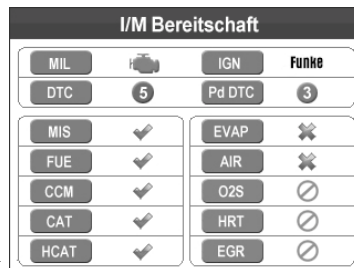 I/M Bereitschaft
MIL IGN Funke
DTC 5 Pd DTC 3
MIS EVAP
FUE AIR
CCM O2S
CAT HRT
HCAT EGR